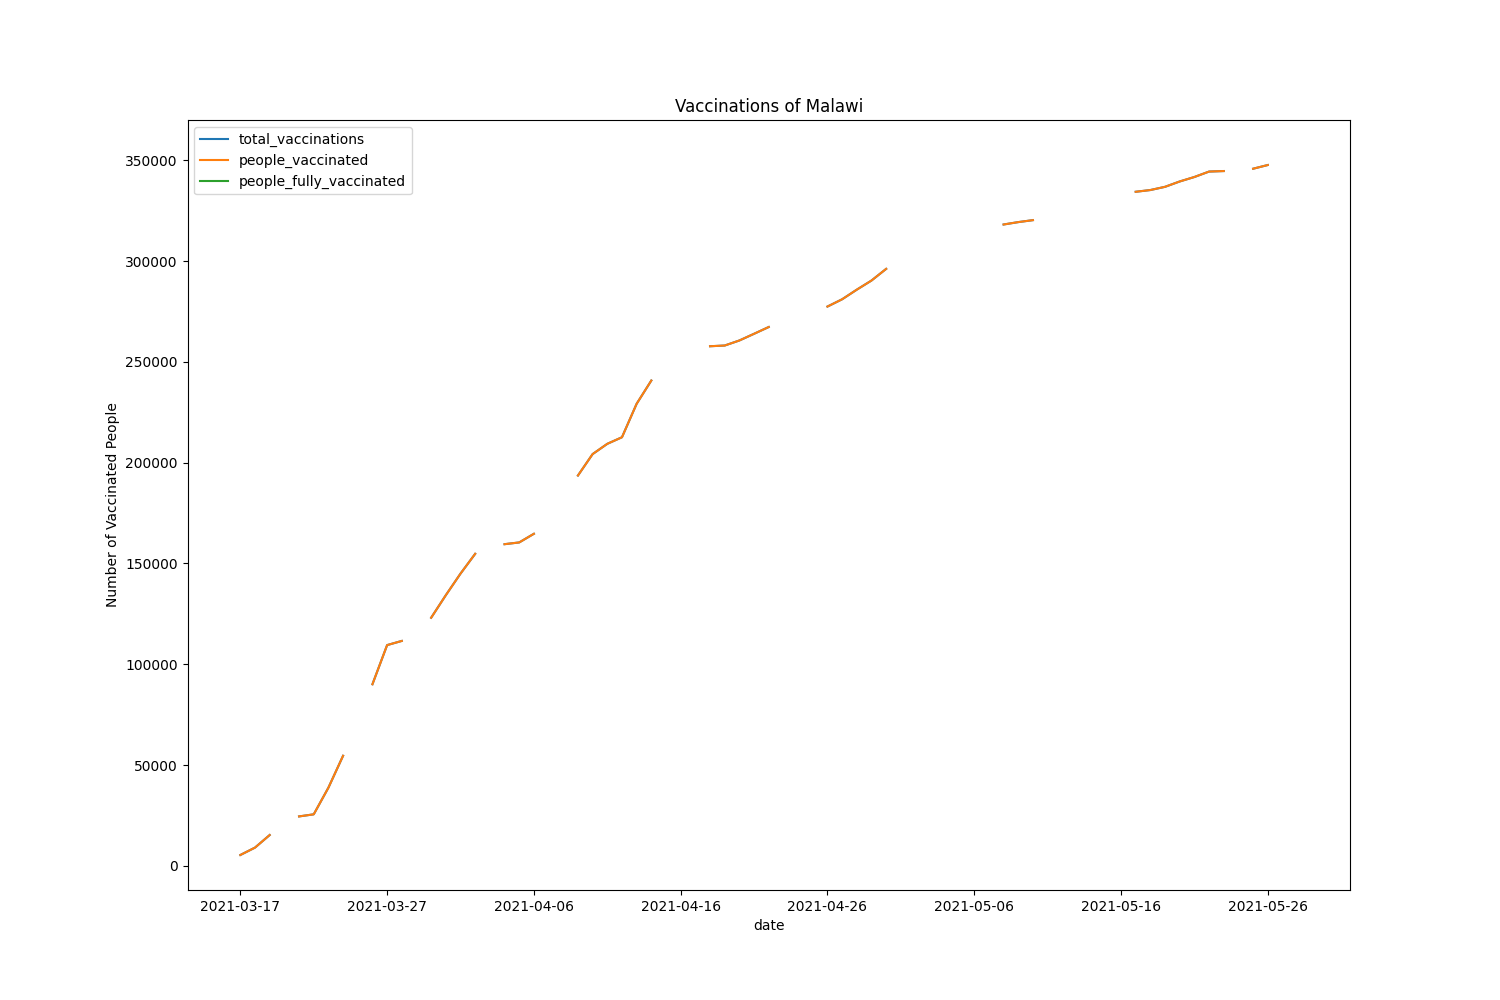 Vaccinations of Malawi
total_vaccinations
people_vaccinated
people_fully_vaccinated
350000
300000
250000
200000
150000
100000
50000
0
Number of Vaccinated People
2021-03-17 2021-03-27 2021-04-06 2021-04-16 2021-04-26 2021-05-06 2021-05-16 2021-05-26
date